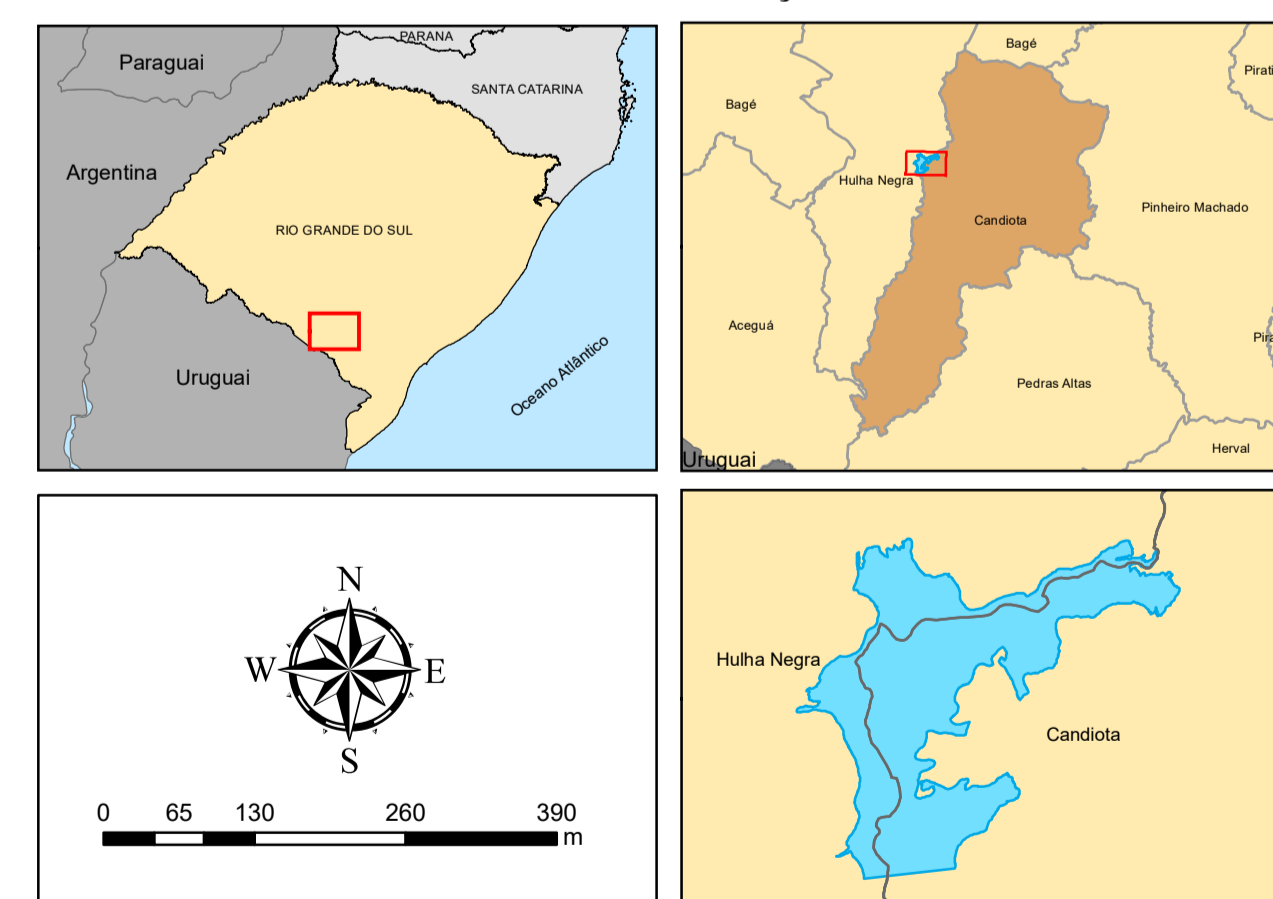 PARANA
Paraguai
SANTA CATARINA
Argentina
RIO GRANDE DO SUL
Uruguai
Oceano Atlântico
Bagé
Bagé
Hulha Negra
Candiota
Pinheiro Machado
Aceguá
Pedras Altas
Herval
Uruguai
N
W E
S
0 65 130 260 390
m
Hulha Negra
Candiota